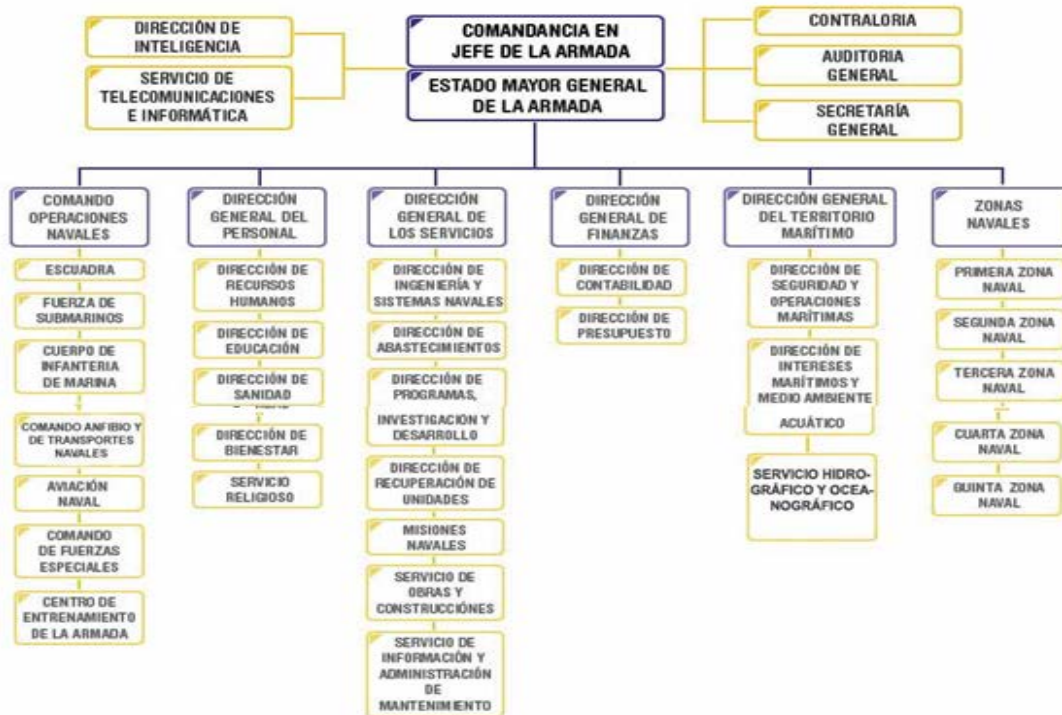 DIRECCIÓN DE
INTELIGENCIA
SERVICIO DE
TELECOMUNICACIONES
E INFORMÁTICA
COMANDANCIA EN
JEFE DE LA ARMADA
ESTADO MAYOR GENERAL
DE LA ARMADA
CONTRALORIA
AUDITORIA
GENERAL
SECRETARÍA
GENERAL
COMANDO
OPERACIONES
NAVALES
ESCUADRA
FUERZA DE
SUBMARINOS
CUERPO DE
INFANTERIA
DE MARINA
COMANDO ANFIBIO Y
DE TRANSPORTES
NAVALES
AVIACIÓN
NAVAL
COMANDO
DE FUERZAS
ESPECIALES
CENTRO DE
ENTRENAMIENTO
DE LA ARMADA
DIRECCIÓN
GENERAL DEL
PERSONAL
DIRECCIÓN DE
RECURSOS
HUMANOS
DIRECCIÓN DE
EDUCACIÓN
DIRECCIÓN DE
SANIDAD
DIRECCIÓN DE
BIENESTAR
SERVICIO
RELIGIOSO
DIRECCIÓN
GENERAL DE
LOS SERVICIOS
DIRECCIÓN DE
INGENIERÍA Y
SISTEMAS NAVALES
DIRECCIÓN DE
ABASTECIMIENTOS
DIRECCIÓN DE
PROGRAMAS,
INVESTIGACIÓN Y
DESARROLLO
DIRECCIÓN DE
RECUPERACIÓN DE
UNIDADES
MISIONES
NAVALES
SERVICIO DE
OBRAS Y
CONSTRUCCIÓNES
SERVICIO DE
INFORMACIÓN Y
ADMINISTRACIÓN
DE
MANTENIMIENTO
DIRECCIÓN
GENERAL DE
FINANZAS
DIRECCIÓN DE
CONTABILIDAD
DIRECCIÓN DE
PRESUPUESTO
DIRECCIÓN GENERAL
DEL TERRITORIO
MARÍTIMO
DIRECCIÓN DE
SEGURIDAD Y
OPERACIONES
MARÍTIMAS
DIRECCIÓN DE
INTERESES
MARÍTIMOS Y
MEDIO AMBIENTE
ACUÁTICO
SERVICIO HIDRO-
GRÁFICO Y OCEA-
NOGRÁFICO
ZONAS
NAVALES
PRIMERA ZONA
NAVAL
SEGUNDA ZONA
NAVAL
TERCERA ZONA
NAVAL
CUARTA ZONA
NAVAL
QUINTA ZONA
NAVAL